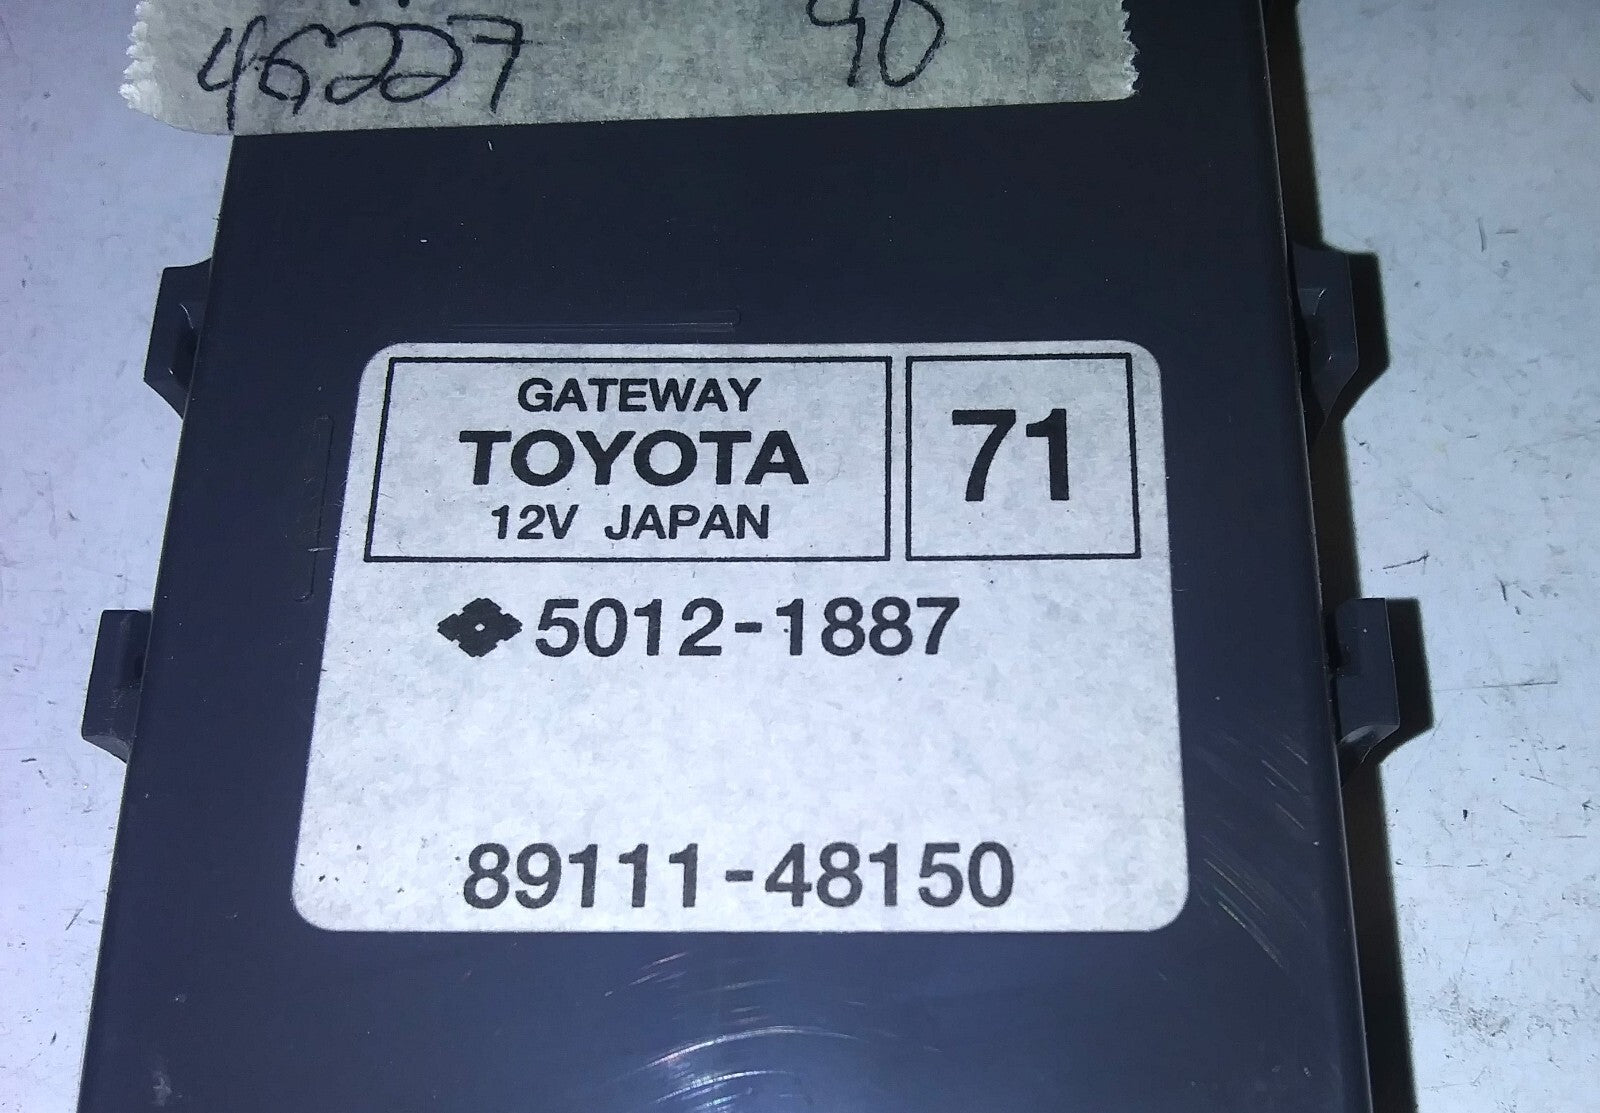 46227 90
GATEWAY
TOYOTA
12V JAPAN
71
5012-1887
89111-48150